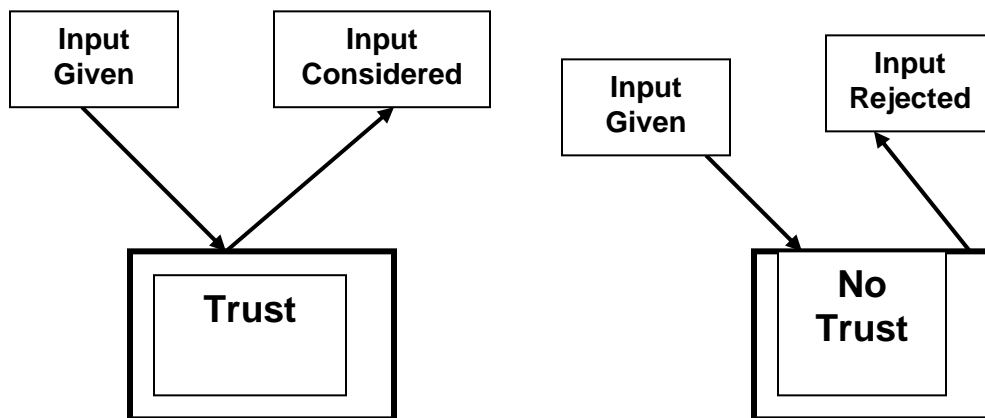 Input
Given
Input
Considered
Trust
Input
Given
Input
Rejected
No
Trust